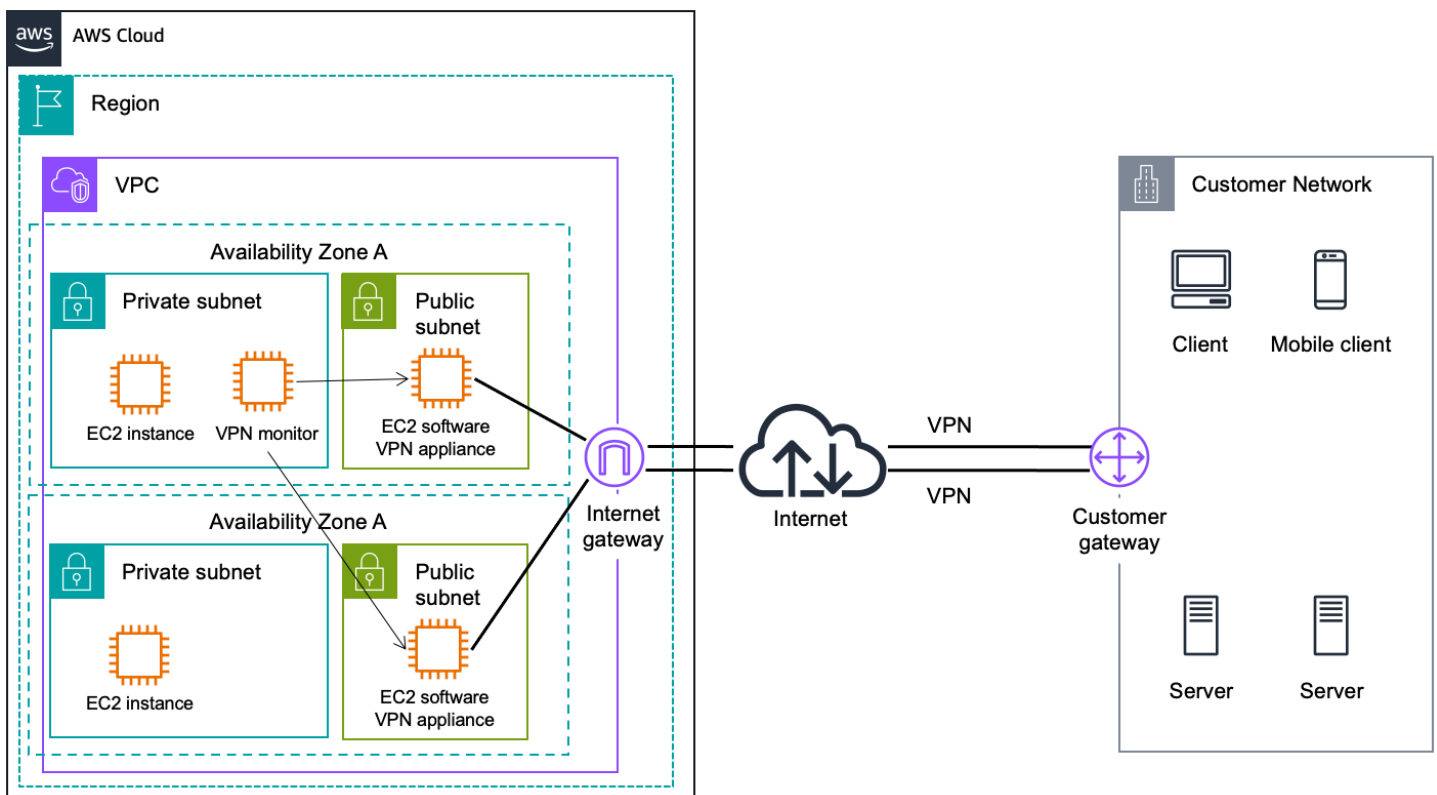 aws
AWS Cloud
Region
VPC
Availability Zone A
Private subnet
Public
subnet
EC2 instance
VPN monitor
EC2 software
VPN appliance
Availability Zone A
Private subnet
Public
subnet
EC2 instance
EC2 software
VPN appliance
Internet
gateway
Internet
VPN
VPN
Customer
gateway
Customer Network
Client
Mobile client
Server
Server